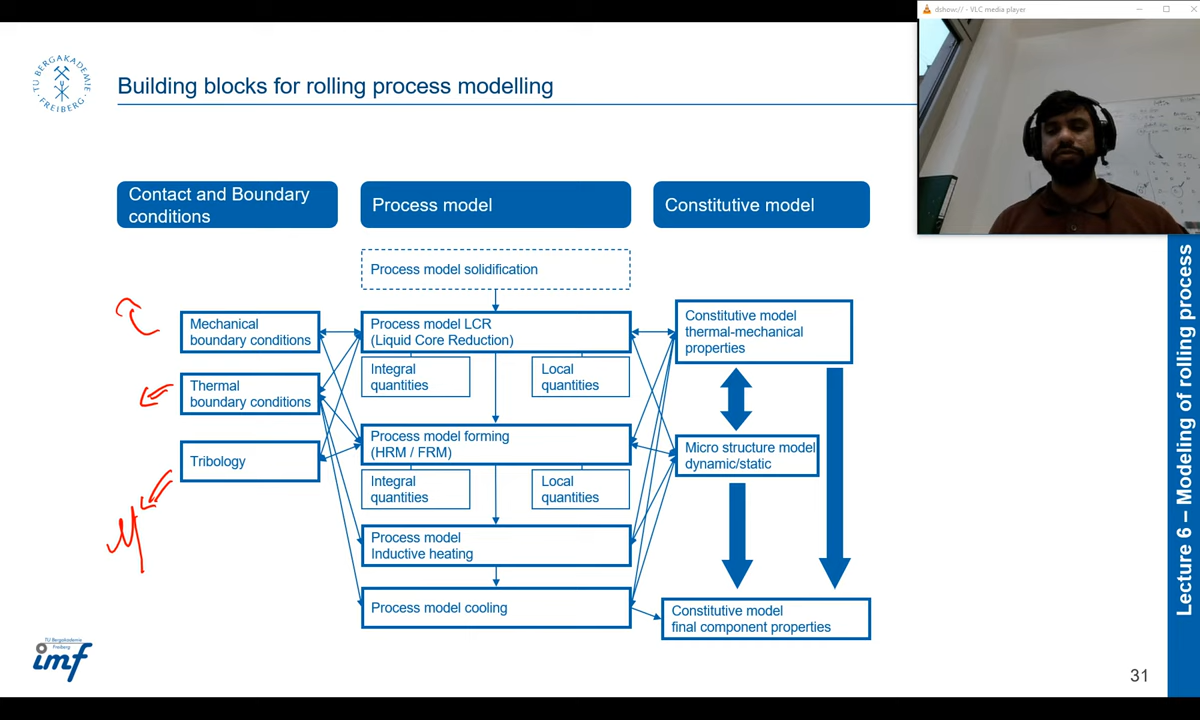 dshow:// - VLC media player
TU BERGAKADEMIE
FREIBERG
Building blocks for rolling process modelling
Contact and Boundary
conditions
Process model
Constitutive model
Process model solidification
Mechanical
boundary conditions
Process model LCR
(Liquid Core Reduction)
Constitutive model
thermal-mechanical
properties
Integral
quantities
Local
quantities
Thermal
boundary conditions
Process model forming
(HRM / FRM)
Micro structure model
dynamic/static
Tribology
Integral
quantities
Local
quantities
Process model
Inductive heating
Process model cooling
Constitutive model
final component properties
μ
TU Bergakademie
Freiberg
imf
31
Lecture 6 – Modeling of rolling process